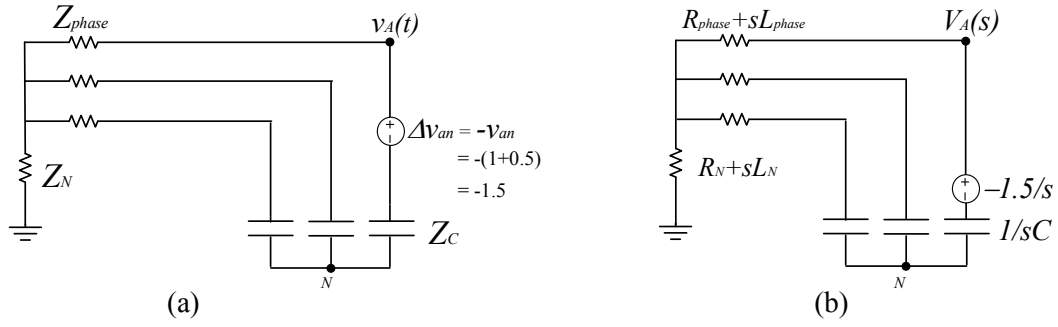 Zphase
vA(t)
Δvan = -van
= -(1+0.5)
= -1.5
ZN
ZC
N
(a)
Rphase+sLphase
VA(s)
RN+sLN
–1.5/s
1/sC
N
(b)